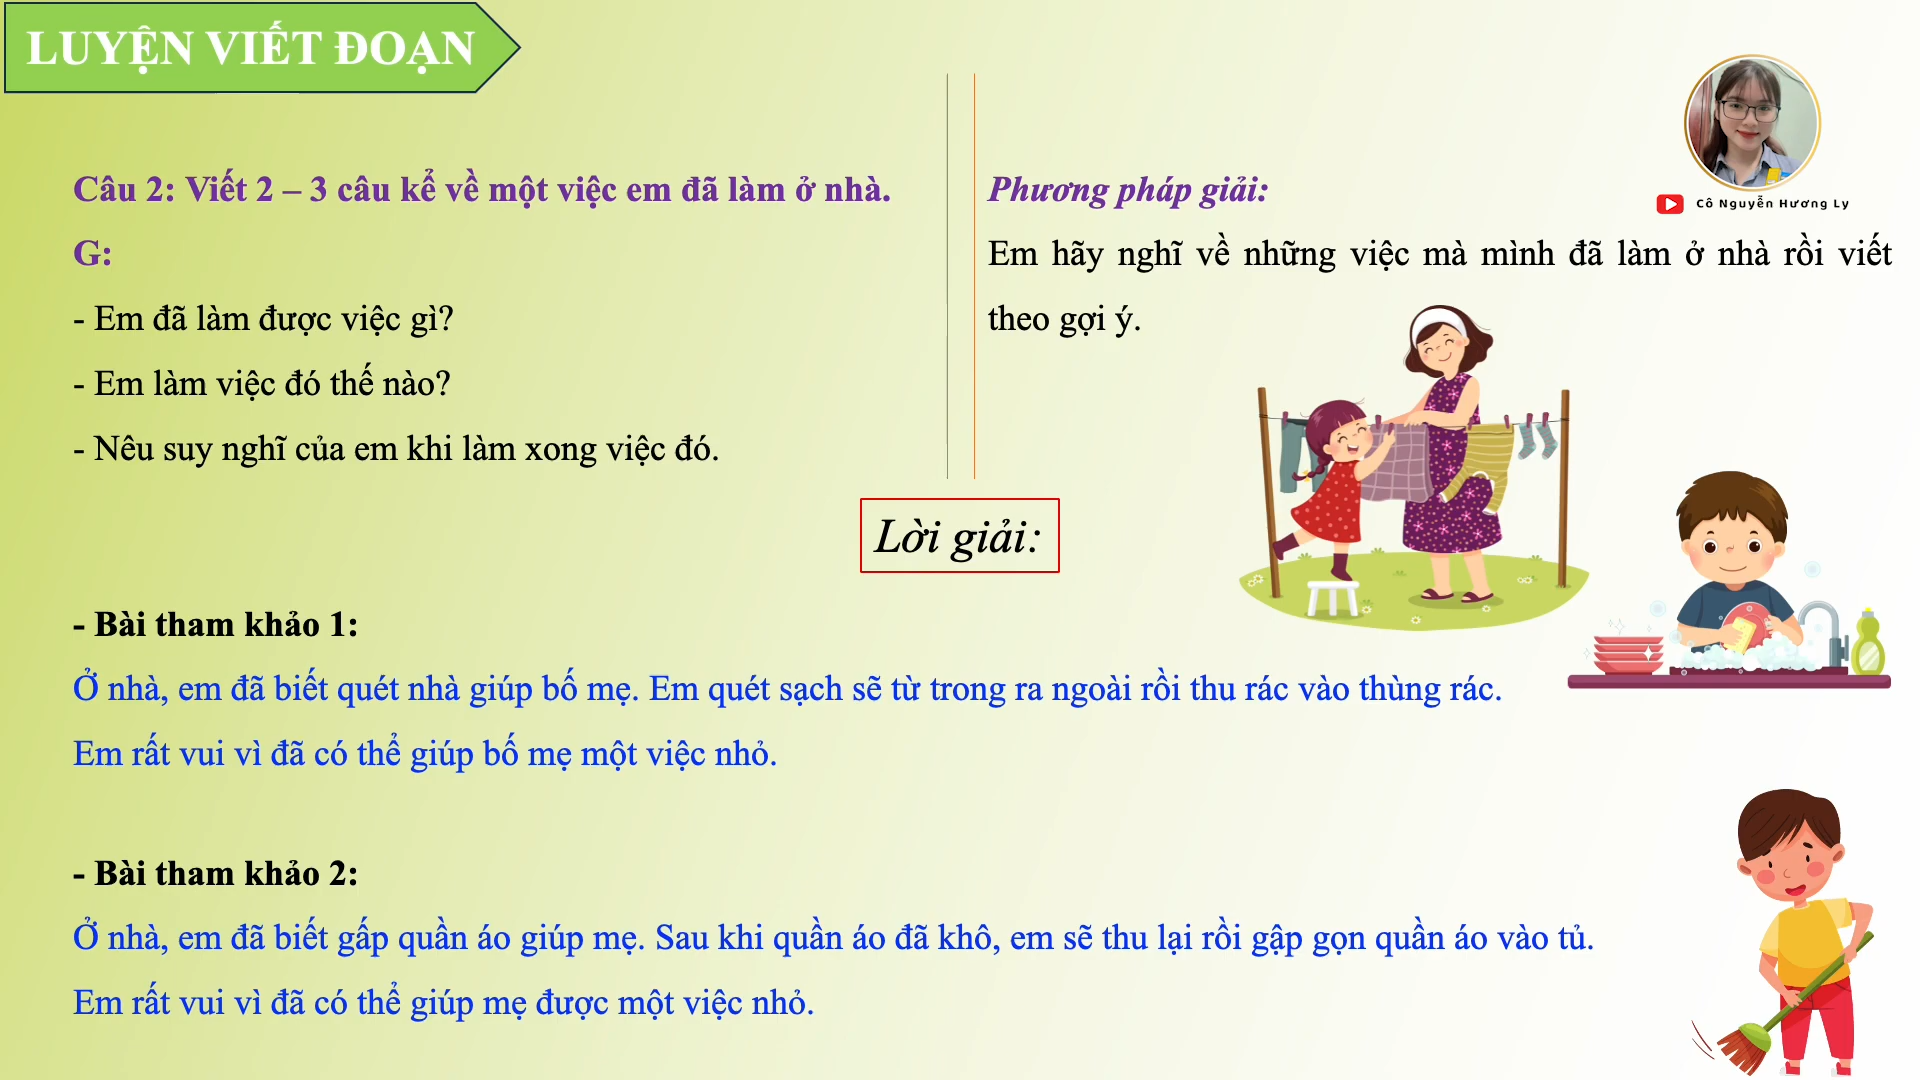 LUYỆN VIẾT ĐOẠN
Câu 2: Viết 2 – 3 câu kể về một việc em đã làm ở nhà.
G:
- Em đã làm được việc gì?
- Em làm việc đó thế nào?
- Nêu suy nghĩ của em khi làm xong việc đó.
Phương pháp giải:
Em hãy nghĩ về những việc mà mình đã làm ở nhà rồi viết
theo gợi ý.
Cô Nguyễn Hương Ly
Lời giải:
- Bài tham khảo 1:
Ở nhà, em đã biết quét nhà giúp bố mẹ. Em quét sạch sẽ từ trong ra ngoài rồi thu rác vào thùng rác.
Em rất vui vì đã có thể giúp bố mẹ một việc nhỏ.
- Bài tham khảo 2:
Ở nhà, em đã biết gấp quần áo giúp mẹ. Sau khi quần áo đã khô, em sẽ thu lại rồi gập gọn quần áo vào tủ.
Em rất vui vì đã có thể giúp mẹ được một việc nhỏ.